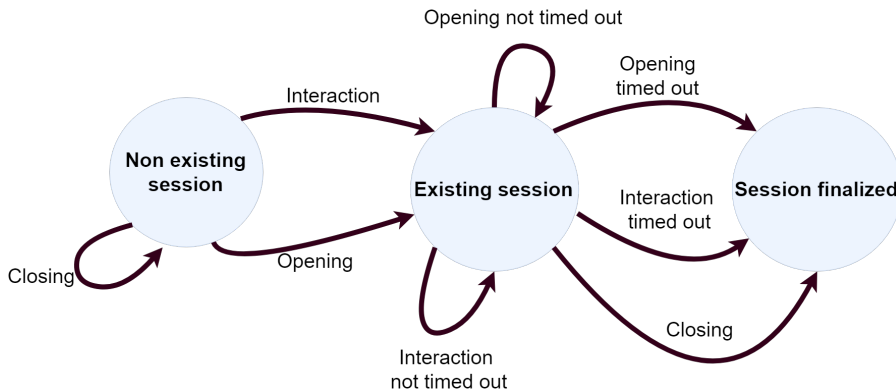 Opening not timed out
Opening
timed out
Interaction
Non existing
session
Existing session
Session finalized
Interaction
timed out
Opening
Closing
Closing
Interaction
not timed out